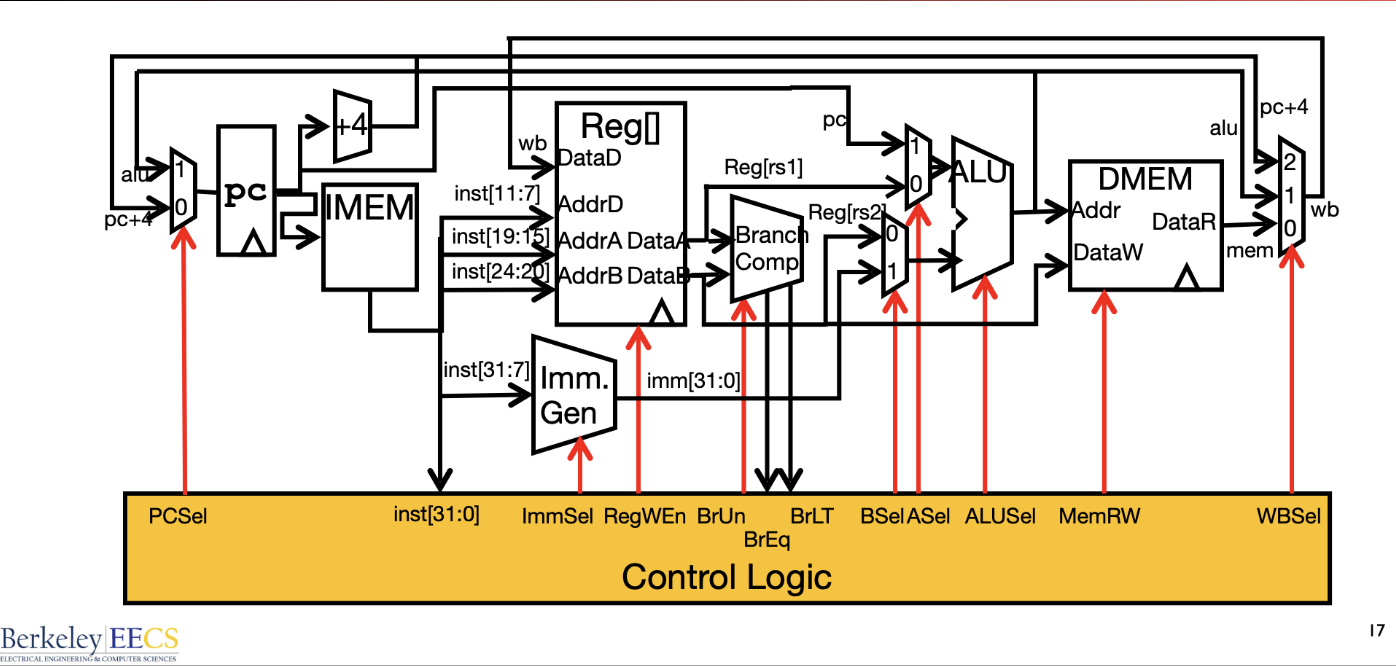 pc+4
alu
wb
+4
Reg[]
pc
1
alu
1
pc
0
pc+4
IMEM
DataD
inst[11:7]
AddrD
inst[19:15]
AddrA DataA
inst[24:20]
AddrB DataB
Reg[rs1]
1
0
ALU
Reg[rs2]
0
1
Branch
Comp
DMEM
Addr
DataR
DataW
2
1
0
wb
mem
inst[31:7]
Imm.
Gen
imm[31:0]
PCSel
inst[31:0]
ImmSel RegWEn BrUn
BrLT
BSel ASel ALUSel MemRW
WBSel
BrEq
Control Logic
Berkeley EECS
ELECTRICAL ENGINEERING & COMPUTER SCIENCES
17